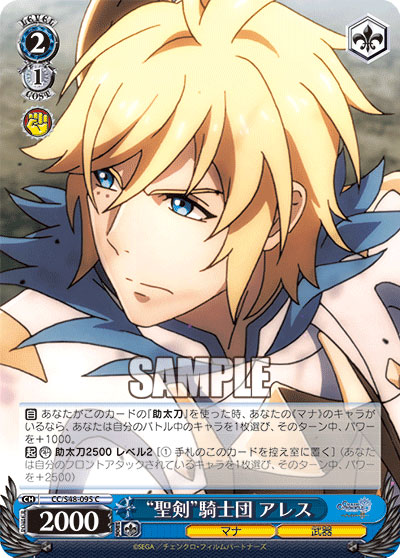 LEVEL
2
1
COST
SAMPLE
自 あなたがこのカードの『助太刀』を使った時、あなたの《マナ》のキャラが
いるなら、あなたは自分のバトル中のキャラを1枚選び、そのターン中、パワー
を+1000。
自 助太刀2500 レベル2 [① 手札のこのカードを控え室に置く] (あなた
は自分のフロントアタックされているキャラを1枚選び、そのターン中、パワー
を+2500)
CH
CC/S48-095 C
POWER
2000
“聖剣”騎士団 アレス
マナ
武器
©SEGA／チェンクロ・フィルムパートナーズ